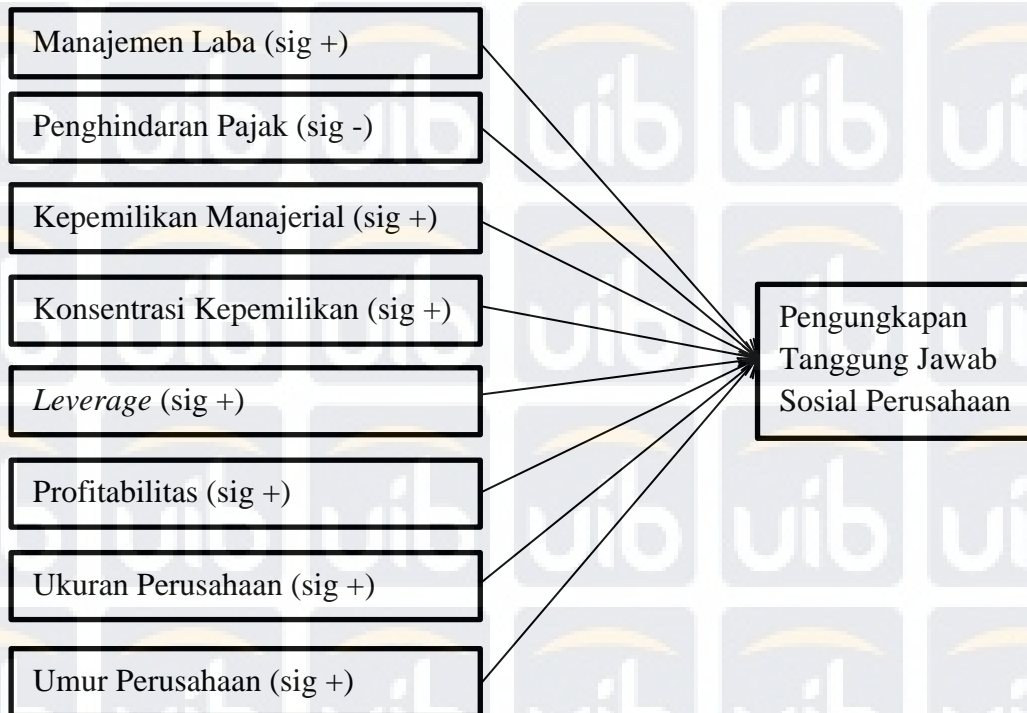 Manajemen Laba (sig +)
Penghindaran Pajak (sig -)
Kepemilikan Manajerial (sig +)
Konsentrasi Kepemilikan (sig +)
Leverage (sig +)
Profitabilitas (sig +)
Ukuran Perusahaan (sig +)
Umur Perusahaan (sig +)
Pengungkapan
Tanggung Jawab
Sosial Perusahaan
uib